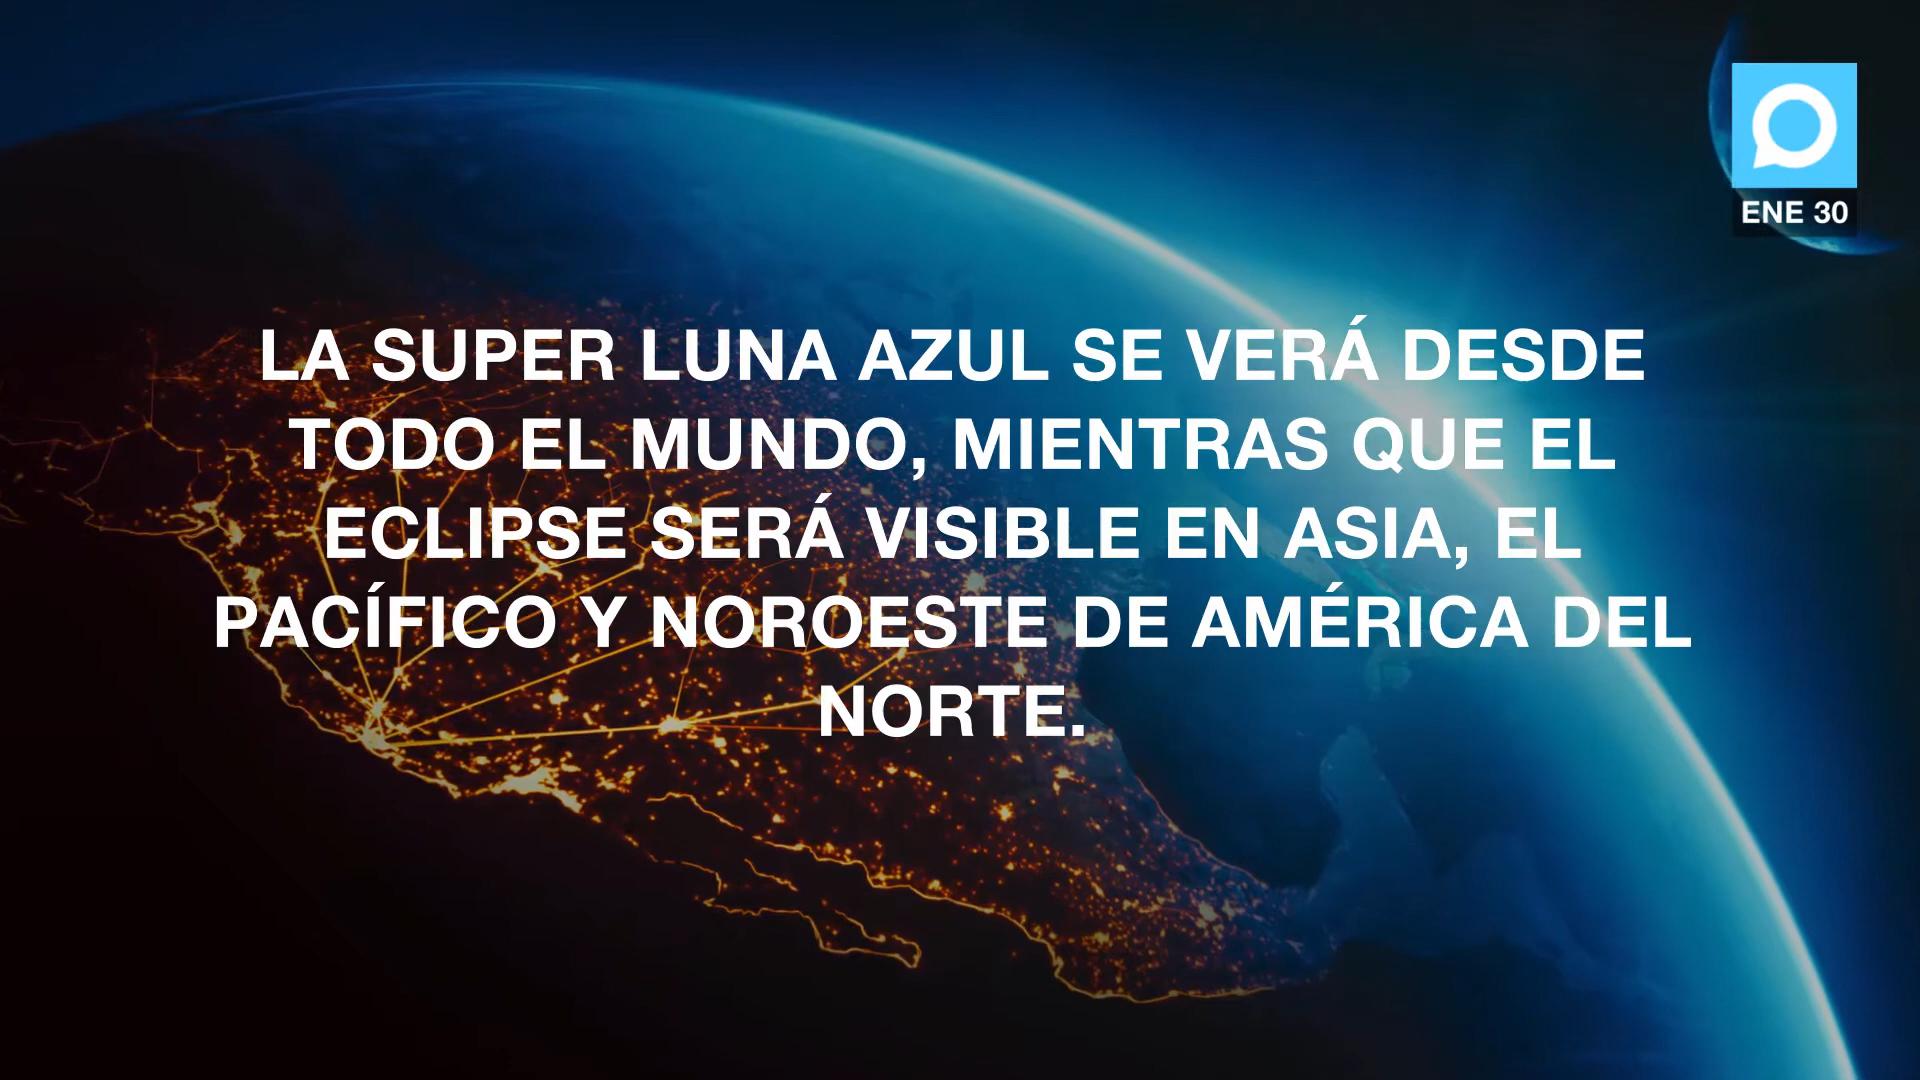 ENE 30
LA SUPER LUNA AZUL SE VERÁ DESDE
TODO EL MUNDO, MIENTRAS QUE EL
ECLIPSE SERÁ VISIBLE EN ASIA, EL
PACÍFICO Y NOROESTE DE AMÉRICA DEL
NORTE.